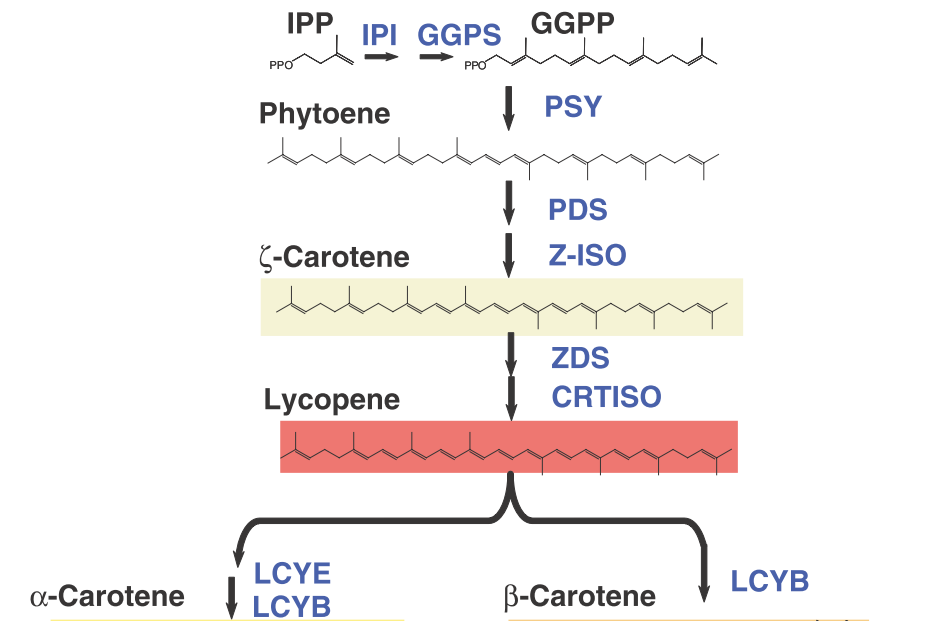 IPP IPI GGPS GGPP
PPO PPO
Phytoene PSY
PDS
ζ-Carotene Z-ISO
ZDS
Lycopene CRTISO
LCYE
α-Carotene LCYB β-Carotene LCYB